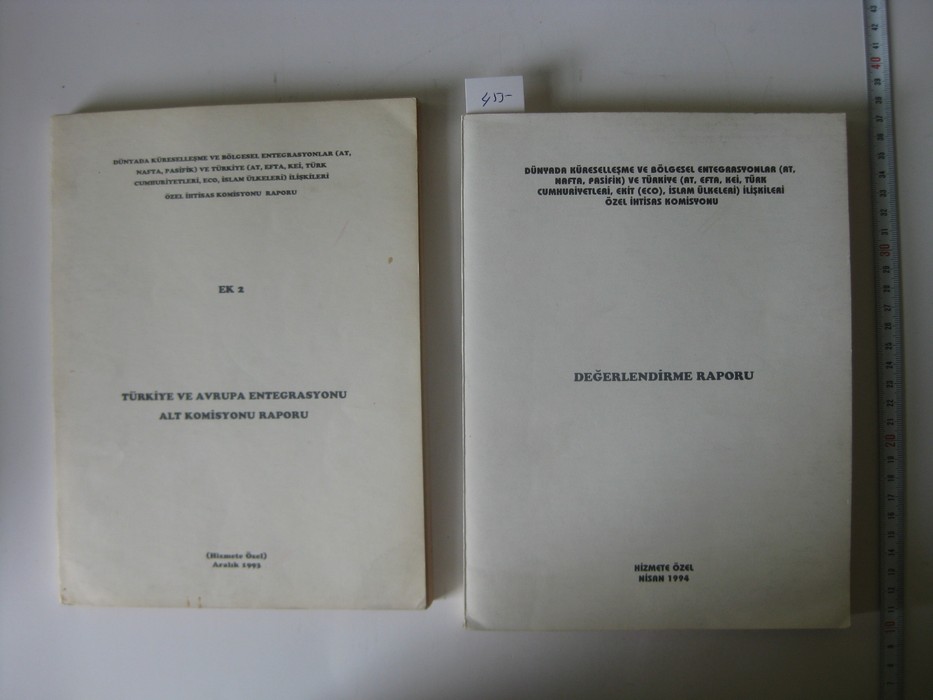 DÜNYADA KÜRESELLEŞME VE BÖLGESEL ENTEGRASYONLAR (AT,
NAFTA, PASİFİK) VE TÜRKİYE (AT, EFTA, KEİ, TÜRK
CUMHURİYETLERİ, ECO, İSLAM ÜLKELERİ) İLİŞKİLERİ
ÖZEL İHTİSAS KOMİSYONU RAPORU
EK 2
TÜRKİYE VE AVRUPA ENTEGRASYONU
ALT KOMİSYONU RAPORU
(Hizmete Özel)
Aralık 1993
DÜNYADA KÜRESELLEŞME VE BÖLGESEL ENTEGRASYONLAR (AT,
NAFTA, PASİFİK) VE TÜRKİYE (AT, EFTA, KEİ, TÜRK
CUMHURİYETLERİ, EKİT (ECO), İSLAM ÜLKELERİ) İLİŞKİLERİ
ÖZEL İHTİSAS KOMİSYONU
DEĞERLENDİRME RAPORU
HİZMETE ÖZEL
NİSAN 1994